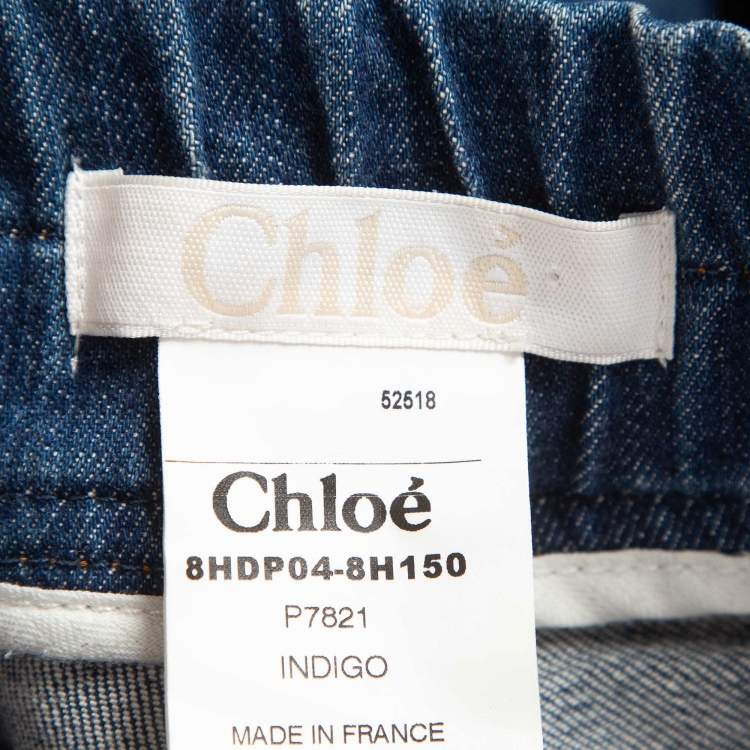 Chloé
52518
Chloé
8HDP04-8H150
P7821
INDIGO
MADE IN FRANCE